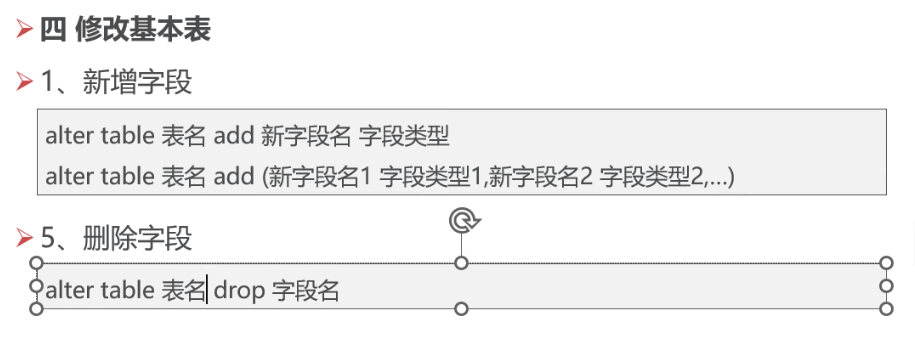 四 修改基本表
1、新增字段
alter table 表名 add 新字段名 字段类型
alter table 表名 add (新字段名1 字段类型1,新字段名2 字段类型2,...)
5、删除字段
alter table 表名 drop 字段名